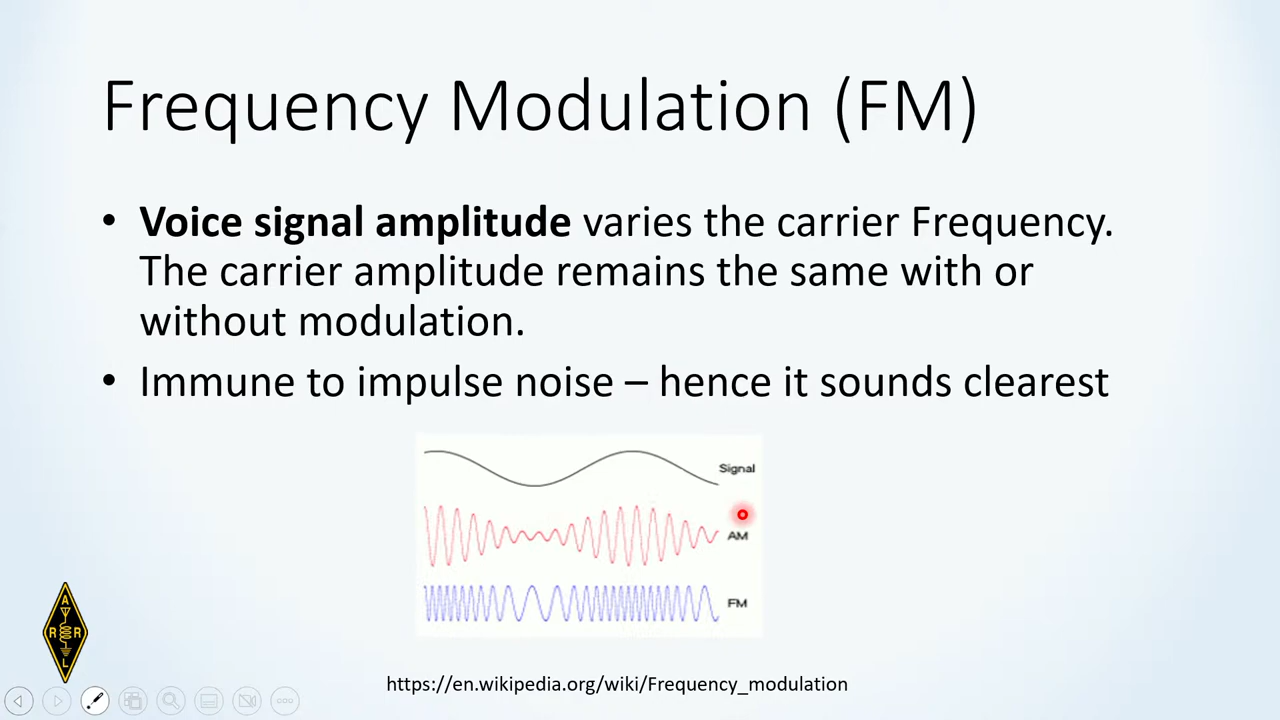 Frequency Modulation (FM)
• Voice signal amplitude varies the carrier Frequency.
The carrier amplitude remains the same with or
without modulation.
• Immune to impulse noise – hence it sounds clearest
Signal
AM
FM
A
R R
L
https://en.wikipedia.org/wiki/Frequency_modulation